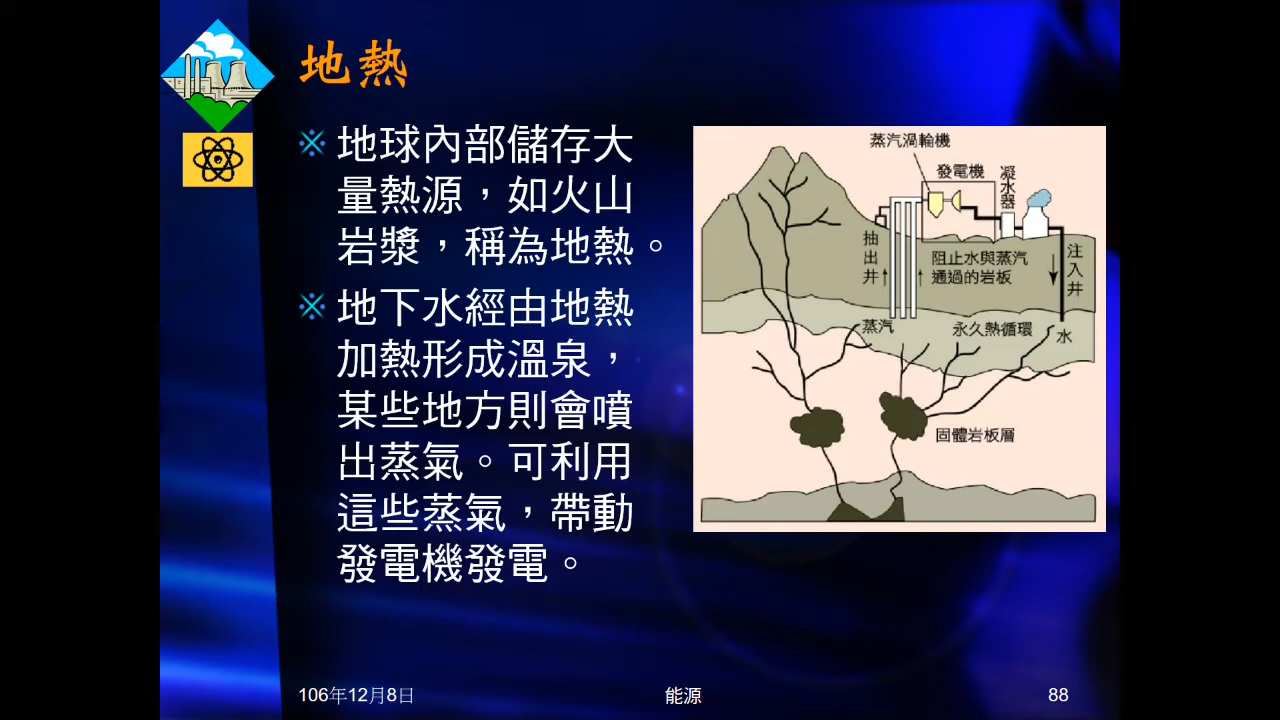 地熱
※地球內部儲存大
量熱源，如火山
岩漿，稱為地熱。
※地下水經由地熱
加熱形成溫泉，
某些地方則會噴
出蒸氣。可利用
這些蒸氣，帶動
發電機發電。
蒸汽渦輪機
發電機
凝水器
抽出井
阻止水與蒸汽
通過的岩板
注入井
蒸汽
永久熱循環
水
固體岩板層
106年12月8日
能源
88